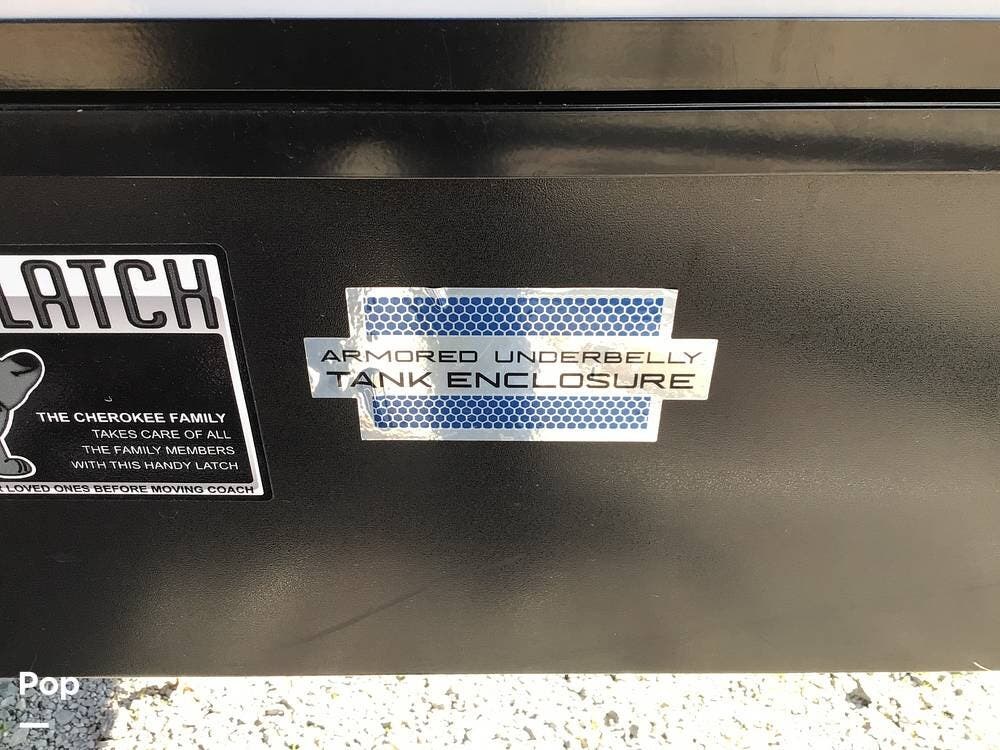 LATCH
THE CHEROKEE FAMILY
TAKES CARE OF ALL
THE FAMILY MEMBERS
WITH THIS HANDY LATCH
LOVED ONES BEFORE MOVING COACH
ARMORED UNDERBELLY
TANK ENCLOSURE
Pop